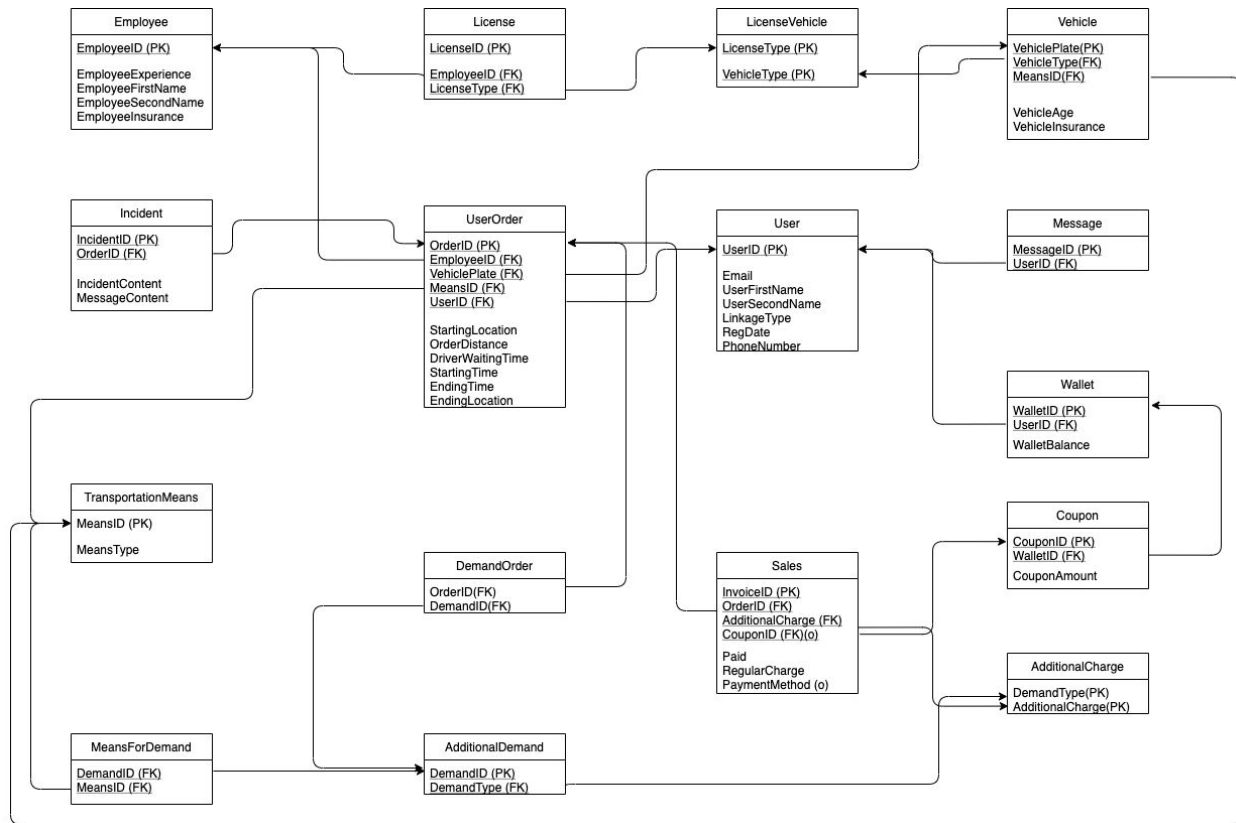 Employee
EmployeeID (PK)
EmployeeExperience
EmployeeFirstName
EmployeeSecondName
EmployeeInsurance
License
LicenseID (PK)
EmployeeID (FK)
LicenseType (FK)
LicenseVehicle
LicenseType (PK)
VehicleType (PK)
Vehicle
VehiclePlate(PK)
VehicleType(FK)
MeansID(FK)
VehicleAge
VehicleInsurance
Incident
IncidentID (PK)
OrderID (FK)
IncidentContent
MessageContent
UserOrder
OrderID (PK)
EmployeeID (FK)
VehiclePlate (FK)
MeansID (FK)
UserID (FK)
StartingLocation
OrderDistance
DriverWaitingTime
StartingTime
EndingTime
EndingLocation
User
UserID (PK)
Email
UserFirstName
UserSecondName
LinkageType
RegDate
PhoneNumber
Message
MessageID (PK)
UserID (FK)
Wallet
WalletID (PK)
UserID (FK)
WalletBalance
TransportationMeans
MeansID (PK)
MeansType
DemandOrder
OrderID(FK)
DemandID(FK)
Sales
InvoiceID (PK)
OrderID (FK)
AdditionalCharge (FK)
CouponID (FK)(o)
Paid
RegularCharge
PaymentMethod (o)
Coupon
CouponID (PK)
WalletID (FK)
CouponAmount
AdditionalCharge
DemandType(PK)
AdditionalCharge(PK)
MeansForDemand
DemandID (FK)
MeansID (FK)
AdditionalDemand
DemandID (PK)
DemandType (FK)